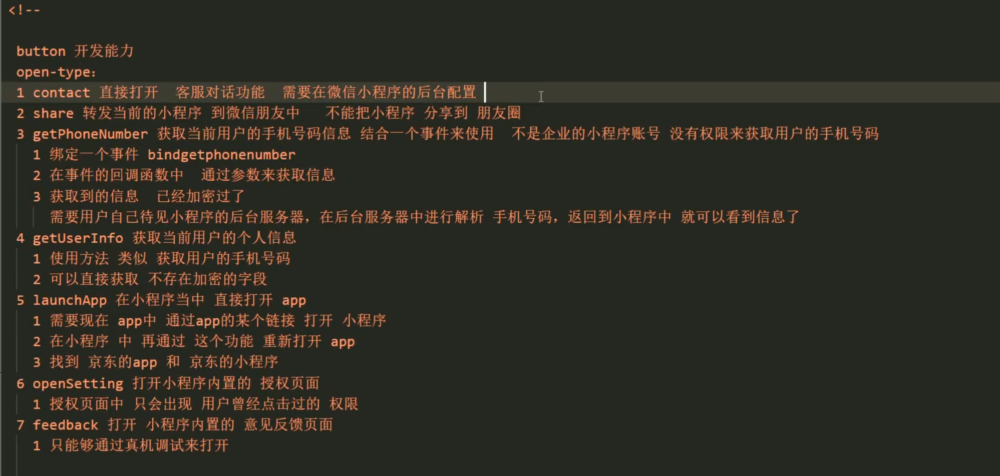 <!--
button 开发能力
open-type:
1 contact 直接打开  客服对话功能  需要在微信小程序的后台配置
2 share 转发当前的小程序 到微信朋友中   不能把小程序 分享到 朋友圈
3 getPhoneNumber 获取当前用户的手机号码信息 结合一个事件来使用  不是企业的小程序账号 没有权限来获取用户的手机号码
1 绑定一个事件 bindgetphonenumber
2 在事件的回调函数中  通过参数来获取信息
3 获取到的信息  已经加密过了
需要用户自己待见小程序的后台服务器，在后台服务器中进行解析 手机号码，返回到小程序中 就可以看到信息了
4 getUserInfo 获取当前用户的个人信息
1 使用方法 类似 获取用户的手机号码
2 可以直接获取 不存在加密的字段
5 launchApp 在小程序当中 直接打开 app
1 需要现在 app中 通过app的某个链接 打开 小程序
2 在小程序 中 再通过 这个功能 重新打开 app
3 找到 京东的app 和 京东的小程序
6 openSetting 打开小程序内置的 授权页面
1 授权页面中 只会出现 用户曾经点击过的 权限
7 feedback 打开 小程序内置的 意见反馈页面
1 只能够通过真机调试来打开